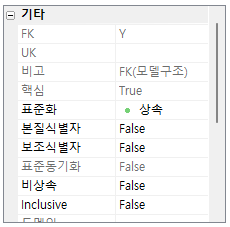 기타
FK Y
UK
비고 FK(모델구조)
핵심 True
표준화 상속
본질식별자 False
보조식별자 False
표준동기화 False
비상속 False
Inclusive False